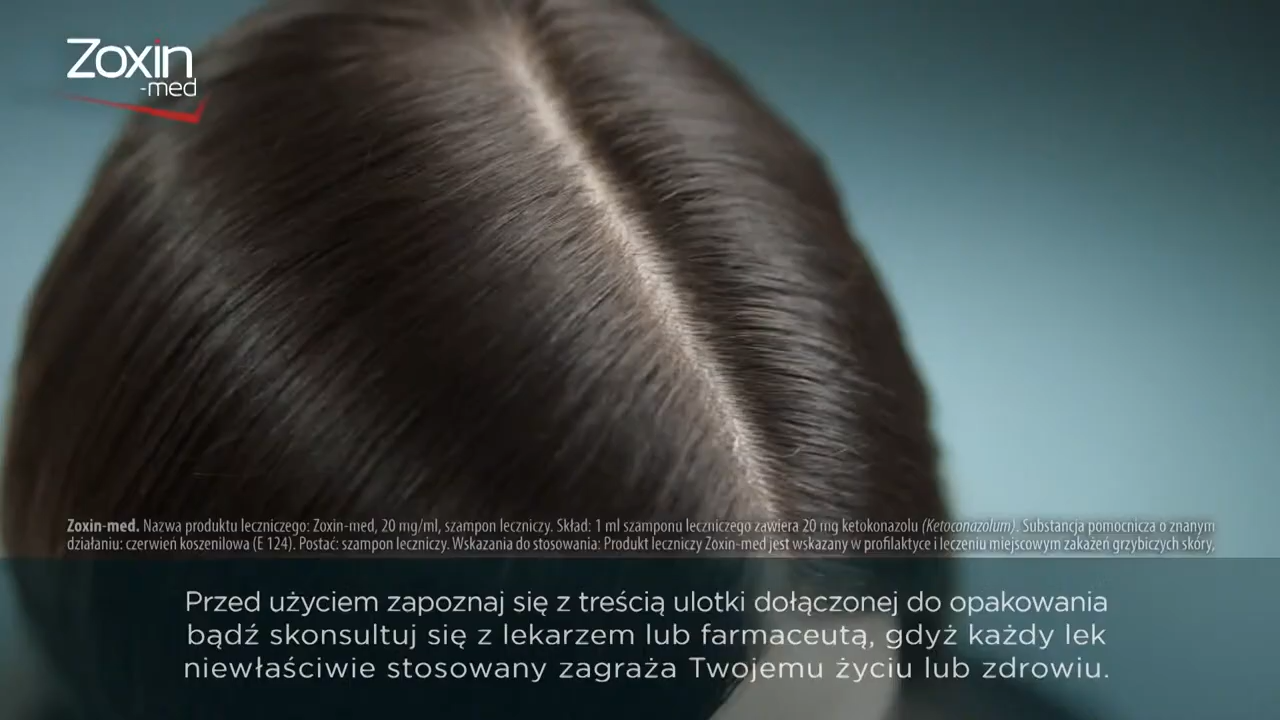 Zoxin
-med
Zoxin-med. Nazwa produktu leczniczego: Zoxin-med, 20 mg/ml, szampon leczniczy. Skład: 1 ml szamponu leczniczego zawiera 20 mg ketokonazolu (Ketoconazolum). Substancja pomocnicza o znanym
działaniu: czerwień koszenilowa (E 124). Postać: szampon leczniczy. Wskazania do stosowania: Produkt leczniczy Zoxin-med jest wskazany w profilaktyce i leczeniu miejscowym zakażeń grzybiczych skóry,
Przed użyciem zapoznaj się z treścią ulotki dołączonej do opakowania
bądź skonsultuj się z lekarzem lub farmaceutą, gdyż każdy lek
niewłaściwie stosowany zagraża Twojemu życiu lub zdrowiu.